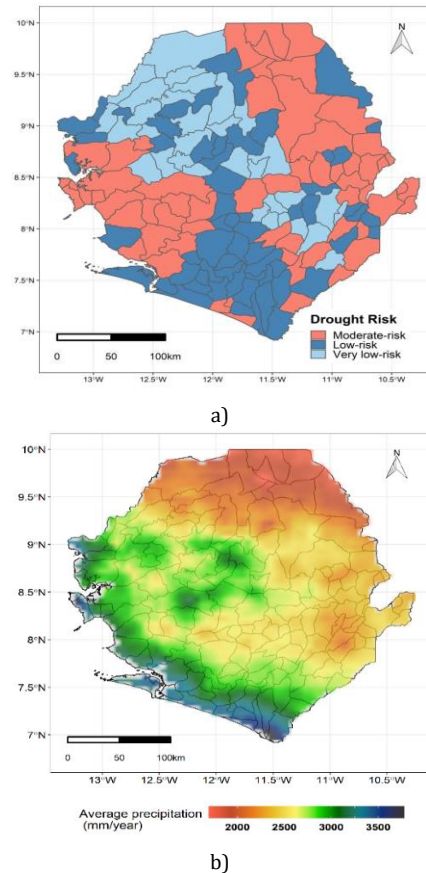 N
10°N
9.5°N
9°N
8.5°N
8°N
7.5°N
7°N
Drought Risk
Moderate-risk
Low-risk
Very low-risk
0 50 100km
13°W 12.5°W 12°W 11.5°W 11°W 10.5°W
a)
N
10°N
9.5°N
9°N
8.5°N
8°N
7.5°N
7°N
0 50 100km
13°W 12.5°W 12°W 11.5°W 11°W 10.5°W
Average precipitation
(mm/year)
2000 2500 3000 3500
b)